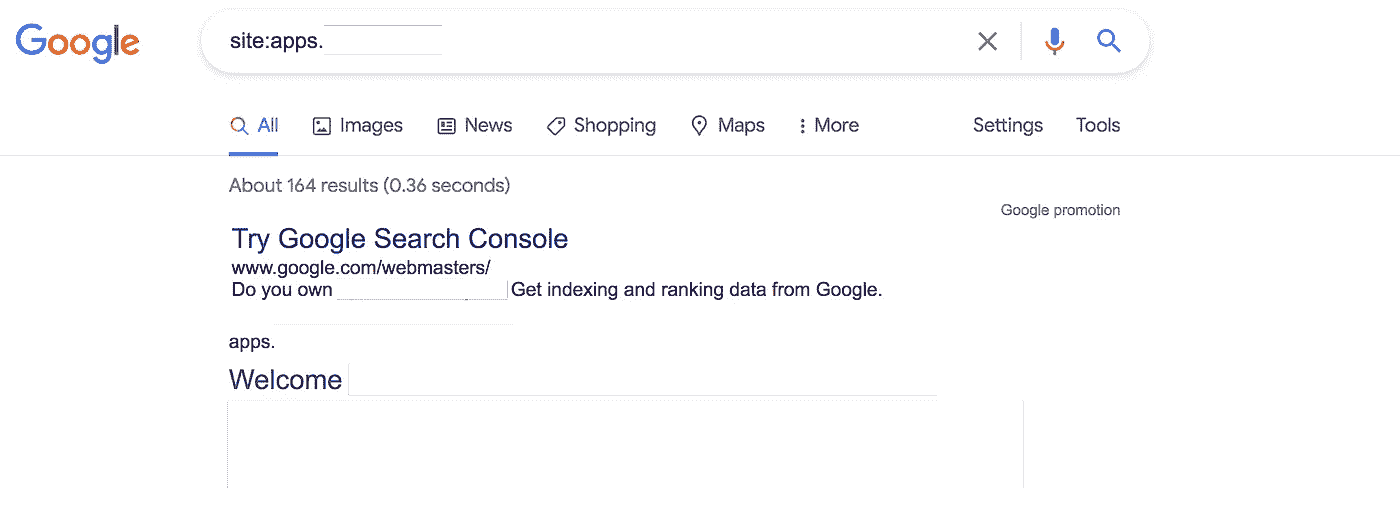 Google
site:apps.
All Images News Shopping Maps More Settings Tools
About 164 results (0.36 seconds)
Google promotion
Try Google Search Console
www.google.com/webmasters/
Do you own Get indexing and ranking data from Google.
apps.
Welcome